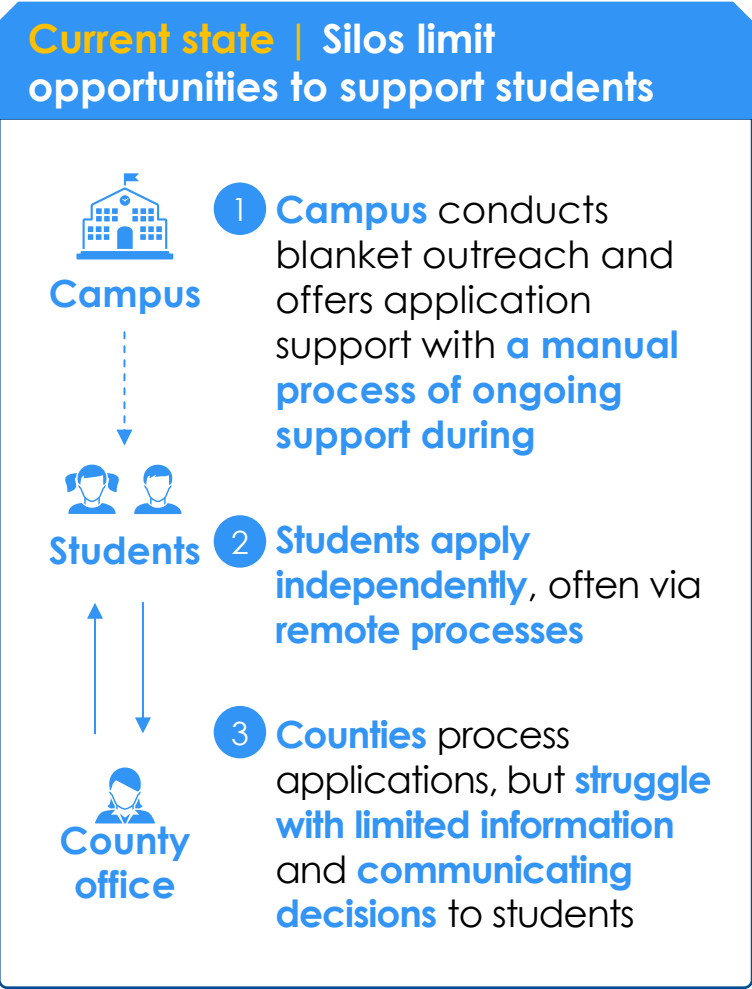 Current state | Silos limit
opportunities to support students
Campus
1
Campus conducts
blanket outreach and
offers application
support with a manual
process of ongoing
support during
Students
2
Students apply
independently, often via
remote processes
County
office
3
Counties process
applications, but struggle
with limited information
and communicating
decisions to students